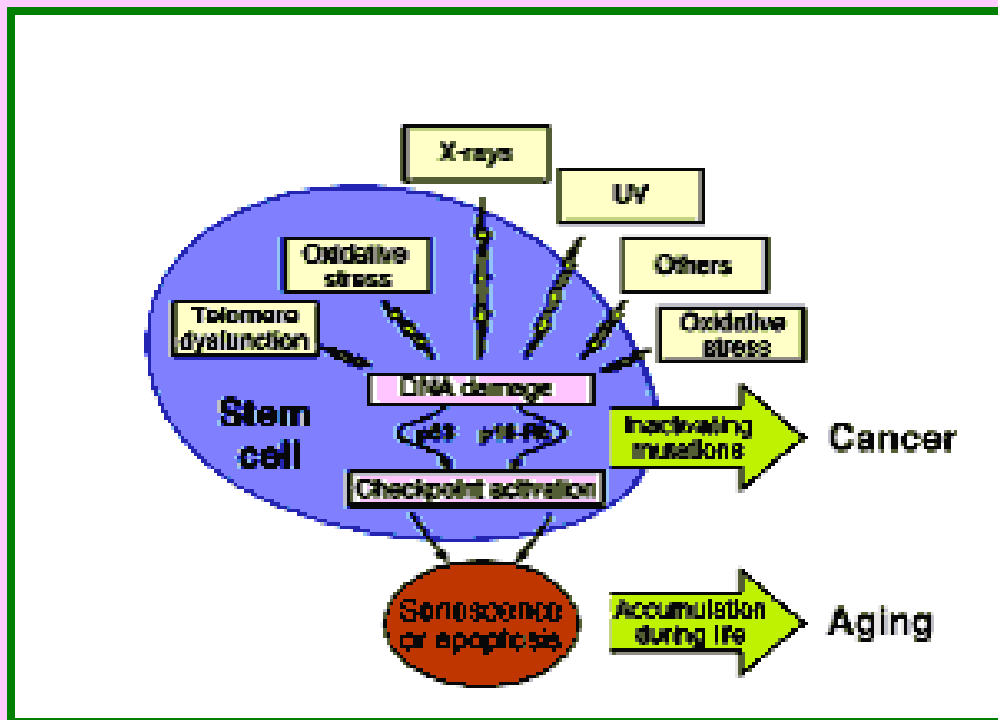 X-rays
UV
Oxidative
stress
Others
Telomere
dysfunction
Oxidative
stress
DNA damage
Stem
cell
p53 p16-Rb
Inactivating
mutations
Cancer
Checkpoint activation
Senescence
or apoptosis
Accumulation
during life
Aging